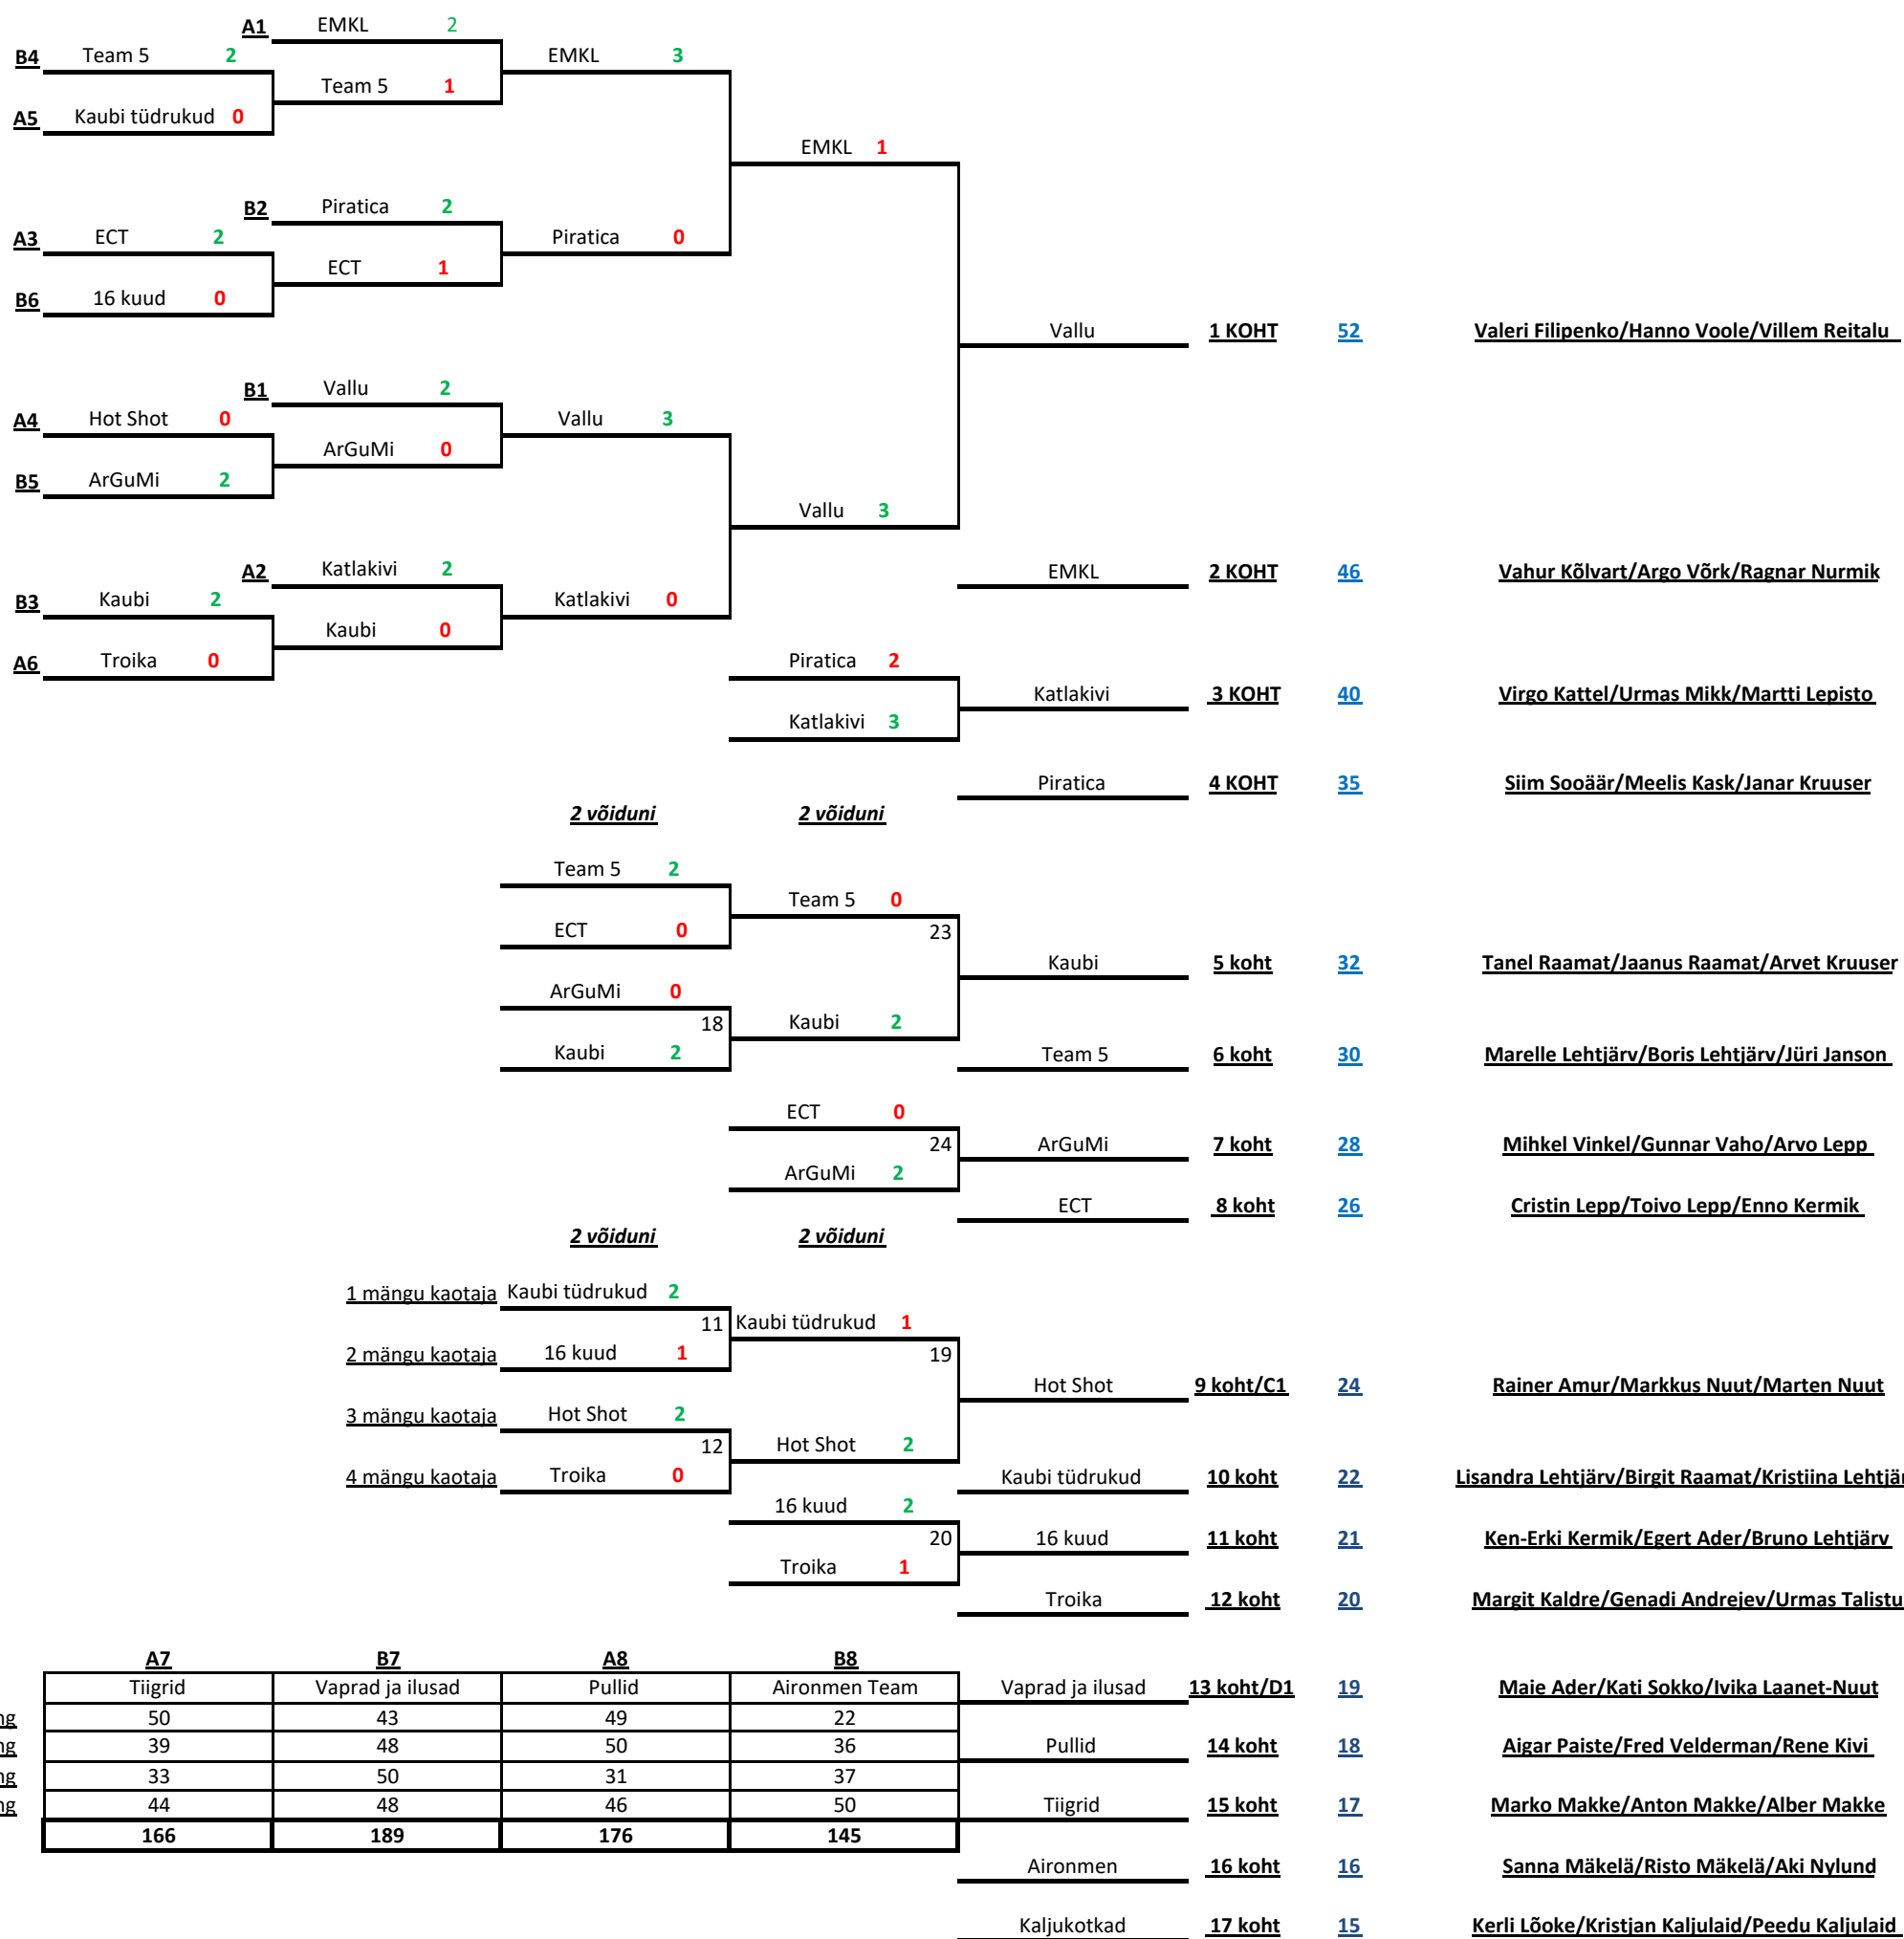 A1 EMKL 2
B4 Team 5 2 EMKL 3
Team 5 1
A5 Kaubi tüdrukud 0
EMKL 1
B2 Piratica 2
A3 ECT 2 Piratica 0
ECT 1
B6 16 kuud 0
Vallu 1 KOHT 52 Valeri Filipenko/Hanno Voole/Villem Reitalu
B1 Vallu 2
A4 Hot Shot 0 Vallu 3
ArGuMi 0
B5 ArGuMi 2
Vallu 3
A2 Katlakivi 2 EMKL 2 KOHT 46 Vahur Kõlvart/Argo Võrk/Ragnar Nurmik
B3 Kaubi 2 Katlakivi 0
Kaubi 0
A6 Troika 0 Piratica 2
Katlakivi 3 KOHT 40 Virgo Kattel/Urmas Mikk/Martti Lepisto
Katlakivi 3
Piratica 4 KOHT 35 Siim Sooäär/Meelis Kask/Janar Kruuser
2 võiduni 2 võiduni
Team 5 2
Team 5 0
ECT 0 23
Kaubi 5 koht 32 Tanel Raamat/Jaanus Raamat/Arvet Kruuser
ArGuMi 0
18 Kaubi 2
Kaubi 2 Team 5 6 koht 30 Marelle Lehtjärv/Boris Lehtjärv/Jüri Janson
ECT 0
24 ArGuMi 7 koht 28 Mihkel Vinkel/Gunnar Vaho/Arvo Lepp
ArGuMi 2
ECT 8 koht 26 Cristin Lepp/Toivo Lepp/Enno Kermik
2 võiduni 2 võiduni
1 mängu kaotaja Kaubi tüdrukud 2
11 Kaubi tüdrukud 1
2 mängu kaotaja 16 kuud 1 19
Hot Shot 9 koht/C1 24 Rainer Amur/Markkus Nuut/Marten Nuut
3 mängu kaotaja Hot Shot 2
12 Hot Shot 2
4 mängu kaotaja Troika 0 Kaubi tüdrukud 10 koht 22 Lisandra Lehtjärv/Birgit Raamat/Kristiina Lehtjär
16 kuud 2
20 16 kuud 11 koht 21 Ken-Erki Kermik/Egert Ader/Bruno Lehtjärv
Troika 1
Troika 12 koht 20 Margit Kaldre/Genadi Andrejev/Urmas Talistu
A7 B7 A8 B8
Tiigrid Vaprad ja ilusad Pullid Aironmen Team Vaprad ja ilusad 13 koht/D1 19 Maie Ader/Kati Sokko/Ivika Laanet-Nuut
ng 50 43 49 22
ng 39 48 50 36 Pullid 14 koht 18 Aigar Paiste/Fred Velderman/Rene Kivi
ng 33 50 31 37
ng 44 48 46 50 Tiigrid 15 koht 17 Marko Makke/Anton Makke/Alber Makke
166 189 176 145
Aironmen 16 koht 16 Sanna Mäkelä/Risto Mäkelä/Aki Nylund
Kaljukotkad 17 koht 15 Kerli Lõoke/Kristjan Kaljulaid/Peedu Kaljulaid